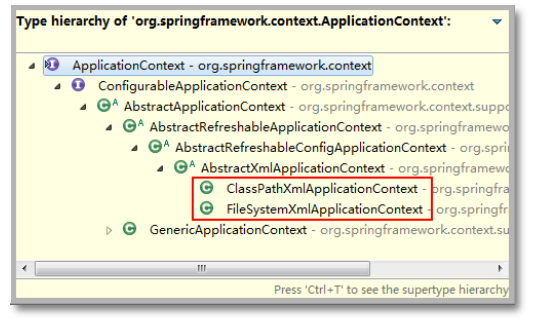 Type hierarchy of 'org.springframework.context.ApplicationContext':
ApplicationContext - org.springframework.context
ConfigurableApplicationContext - org.springframework.context
AbstractApplicationContext - org.springframework.context.suppo
AbstractRefreshableApplicationContext - org.springframewo
AbstractRefreshableConfigApplicationContext - org.spri
AbstractXmlApplicationContext - org.springframewo
ClassPathXmlApplicationContext - org.springfra
FileSystemXmlApplicationContext - org.springfr
GenericApplicationContext - org.springframework.context.su
Press 'Ctrl+T' to see the supertype hierarchy